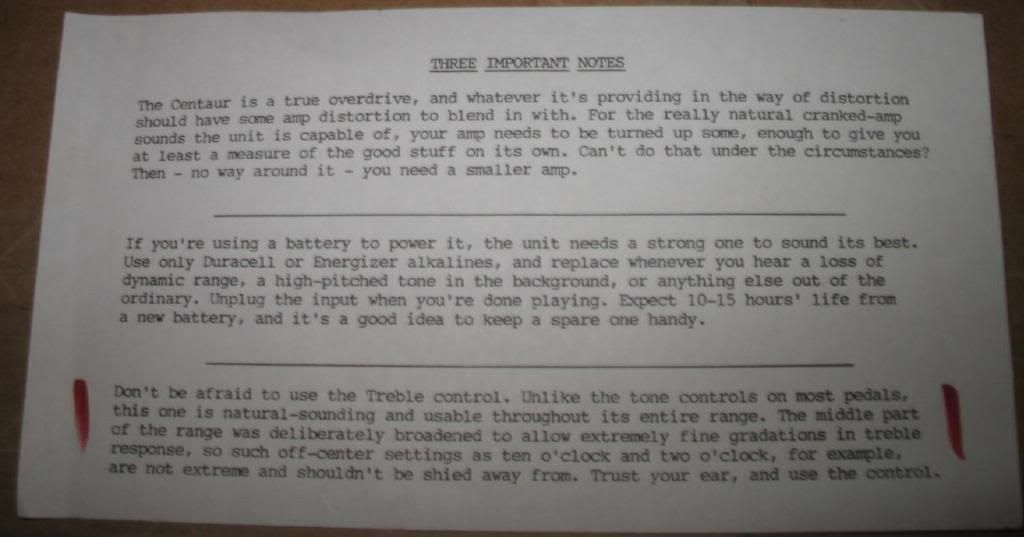 THREE IMPORTANT NOTES
The Centaur is a true overdrive, and whatever it's providing in the way of distortion
should have some amp distortion to blend in with. For the really natural cranked-amp
sounds the unit is capable of, your amp needs to be turned up some, enough to give you
at least a measure of the good stuff on its own. Can't do that under the circumstances?
Then - no way around it - you need a smaller amp.
If you're using a battery to power it, the unit needs a strong one to sound its best.
Use only Duracell or Energizer alkalines, and replace whenever you hear a loss of
dynamic range, a high-pitched tone in the background, or anything else out of the
ordinary. Unplug the input when you're done playing. Expect 10-15 hours' life from
a new battery, and it's a good idea to keep a spare one handy.
Don't be afraid to use the Treble control. Unlike the tone controls on most pedals,
this one is natural-sounding and usable throughout its entire range. The middle part
of the range was deliberately broadened to allow extremely fine gradations in treble
response, so such off-center settings as ten o'clock and two o'clock, for example,
are not extreme and shouldn't be shied away from. Trust your ear, and use the control.